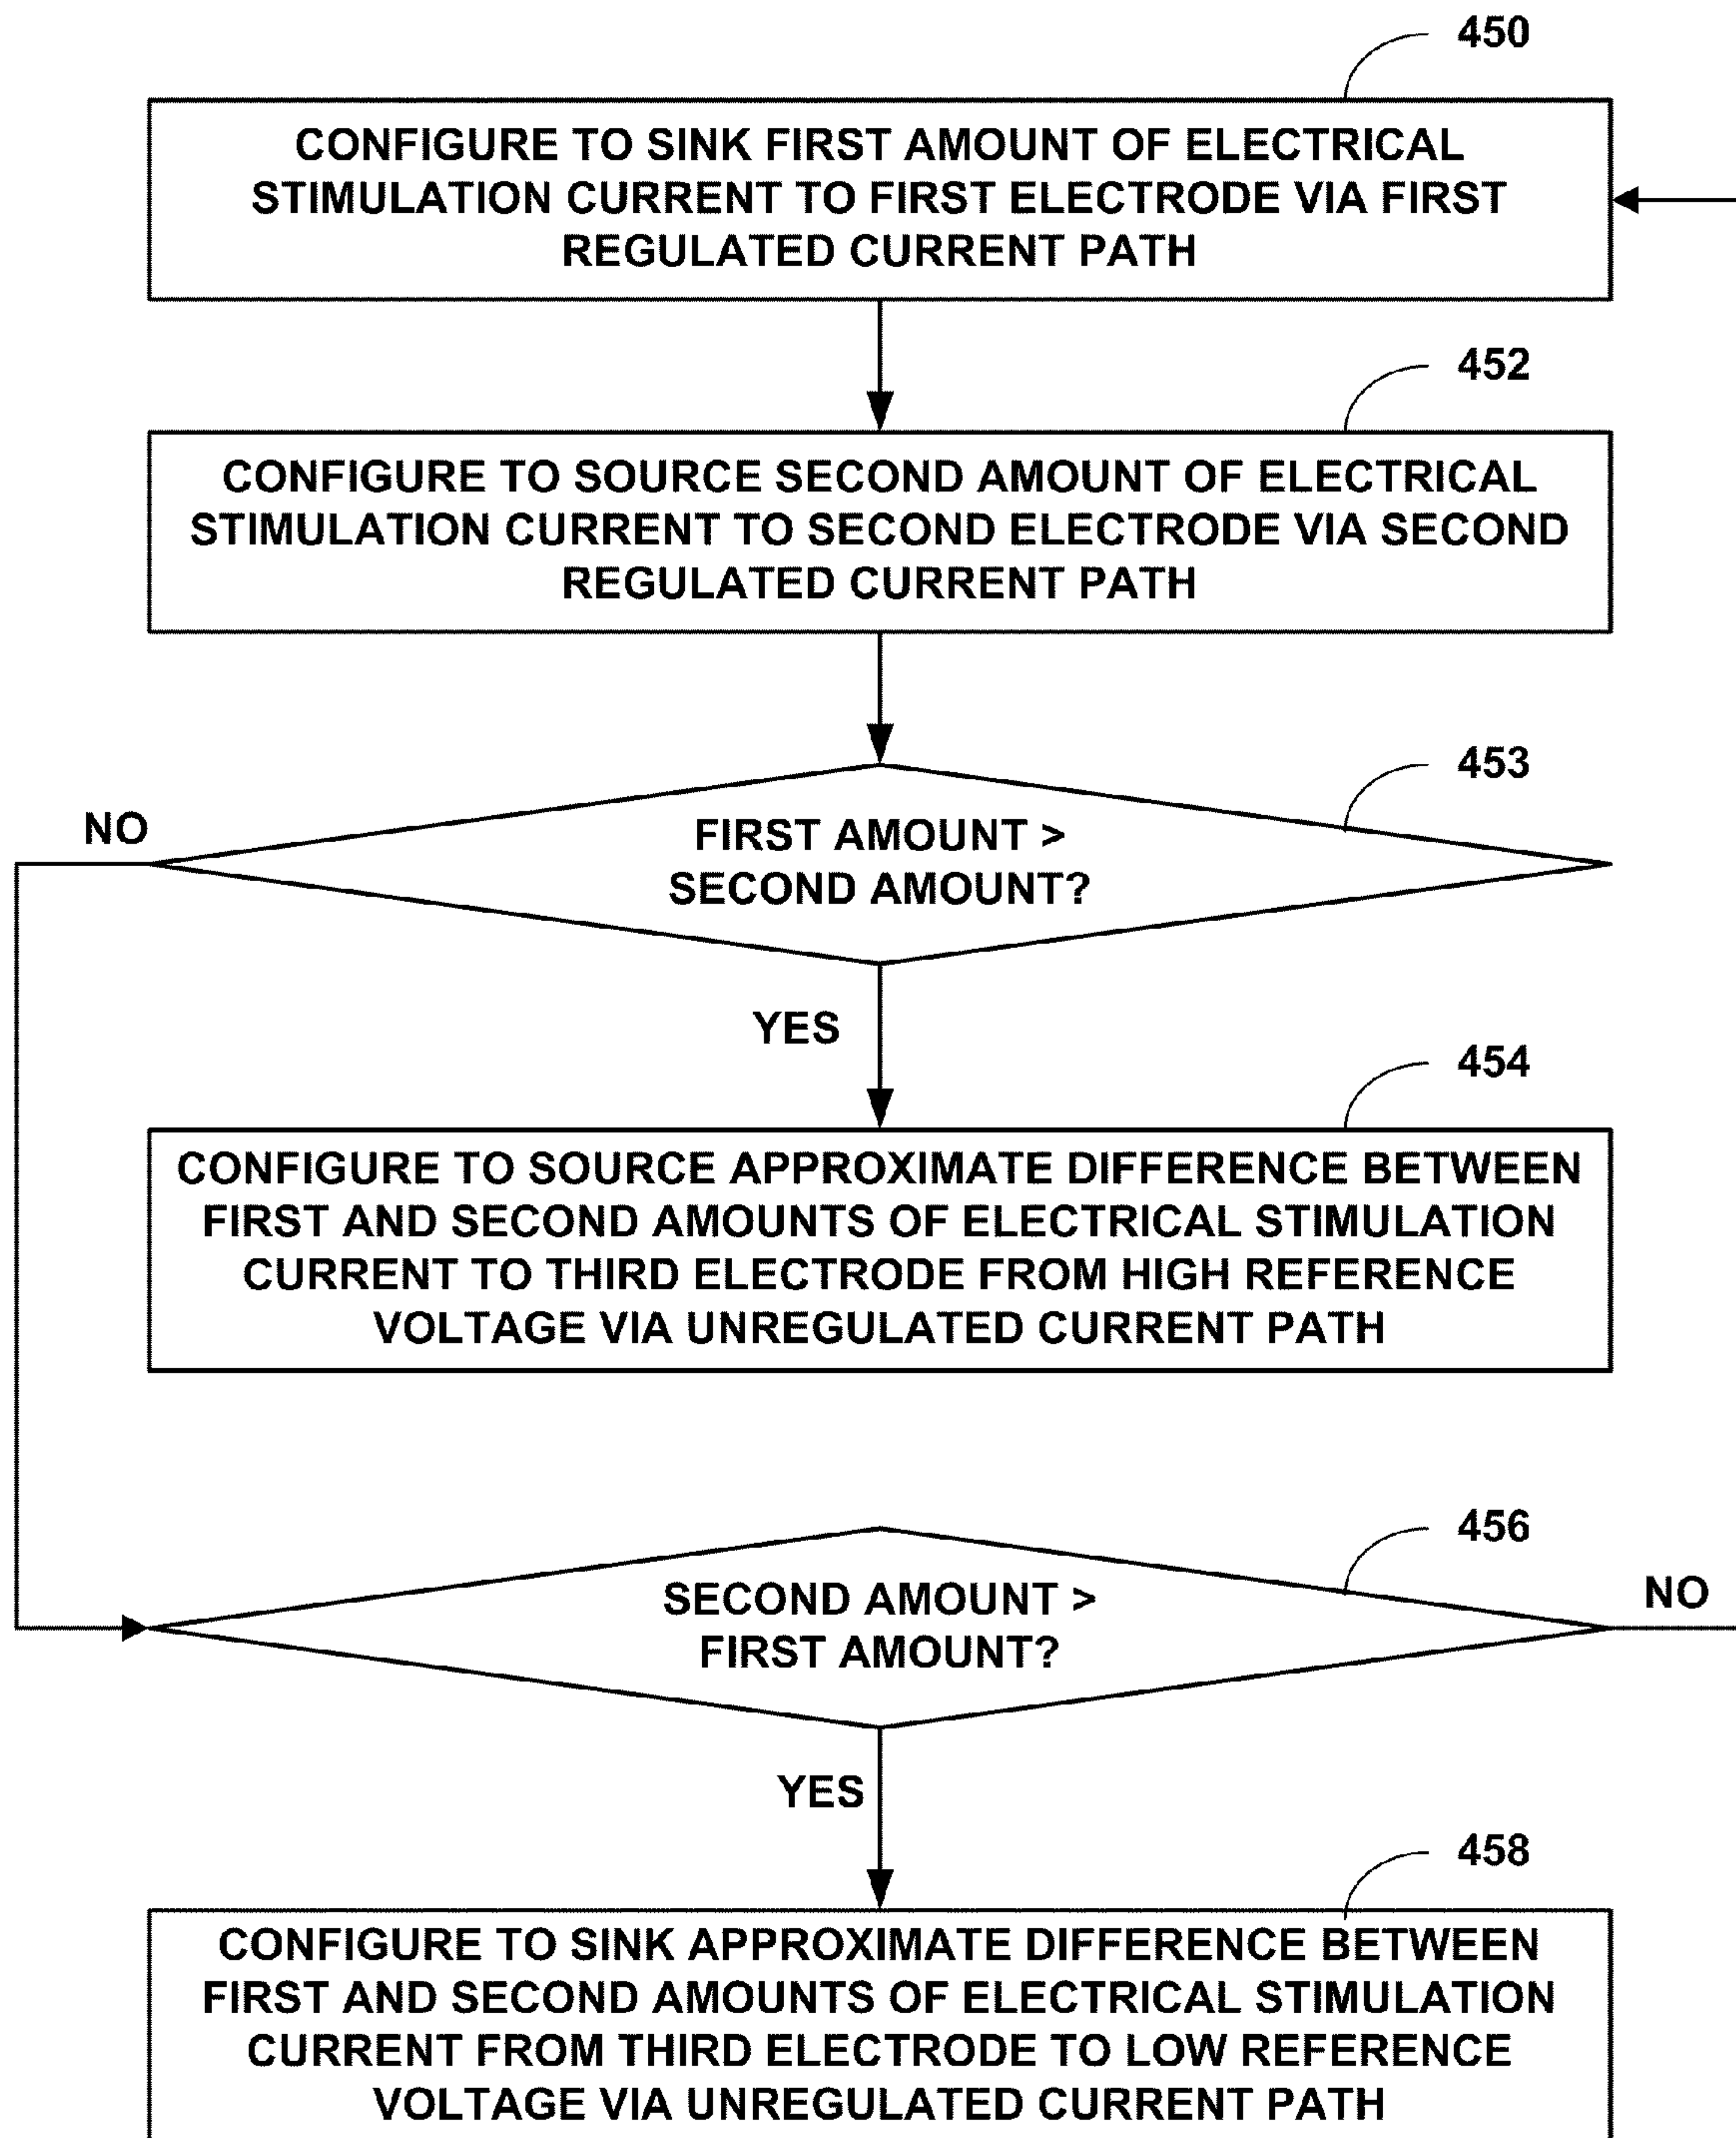 450
CONFIGURE TO SINK FIRST AMOUNT OF ELECTRICAL
STIMULATION CURRENT TO FIRST ELECTRODE VIA FIRST
REGULATED CURRENT PATH
452
CONFIGURE TO SOURCE SECOND AMOUNT OF ELECTRICAL
STIMULATION CURRENT TO SECOND ELECTRODE VIA SECOND
REGULATED CURRENT PATH
453
NO
FIRST AMOUNT >
SECOND AMOUNT?
YES
454
CONFIGURE TO SOURCE APPROXIMATE DIFFERENCE BETWEEN
FIRST AND SECOND AMOUNTS OF ELECTRICAL STIMULATION
CURRENT TO THIRD ELECTRODE FROM HIGH REFERENCE
VOLTAGE VIA UNREGULATED CURRENT PATH
456
SECOND AMOUNT >
FIRST AMOUNT?
NO
YES
458
CONFIGURE TO SINK APPROXIMATE DIFFERENCE BETWEEN
FIRST AND SECOND AMOUNTS OF ELECTRICAL STIMULATION
CURRENT FROM THIRD ELECTRODE TO LOW REFERENCE
VOLTAGE VIA UNREGULATED CURRENT PATH